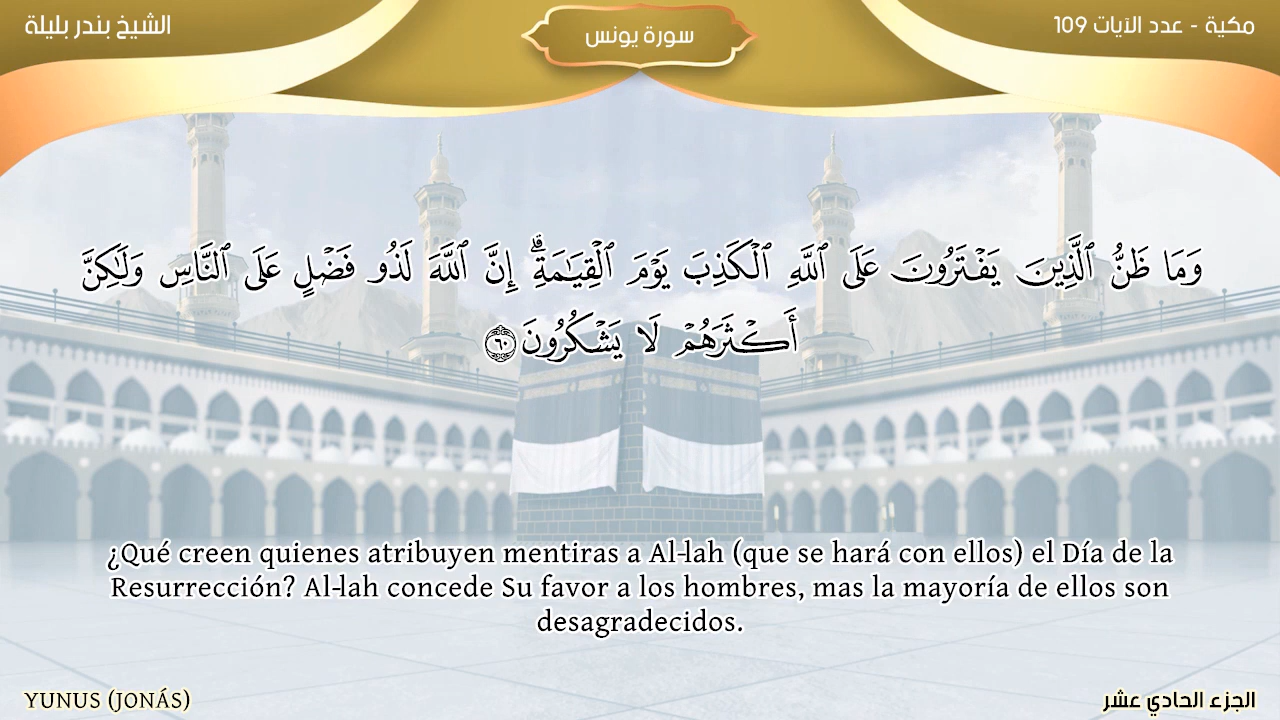 الشيخ بندر بليلة
سورة يونس
مكية - عدد الآيات 109
وَمَا ظَنُّ ٱلَّذِينَ يَفۡتَرُونَ عَلَى ٱللَّهِ ٱلۡكَذِبَ يَوۡمَ ٱلۡقِيَٰمَةِۗ إِنَّ ٱللَّهَ لَذُو فَضۡلٍ عَلَى ٱلنَّاسِ وَلَٰكِنَّ
أَكۡثَرَهُمۡ لَا يَشۡكُرُونَ ٦٠
¿Qué creen quienes atribuyen mentiras a Al-lah (que se hará con ellos) el Día de la
Resurrección? Al-lah concede Su favor a los hombres, mas la mayoría de ellos son
desagradecidos.
YUNUS (JONÁS)
الجزء الحادي عشر